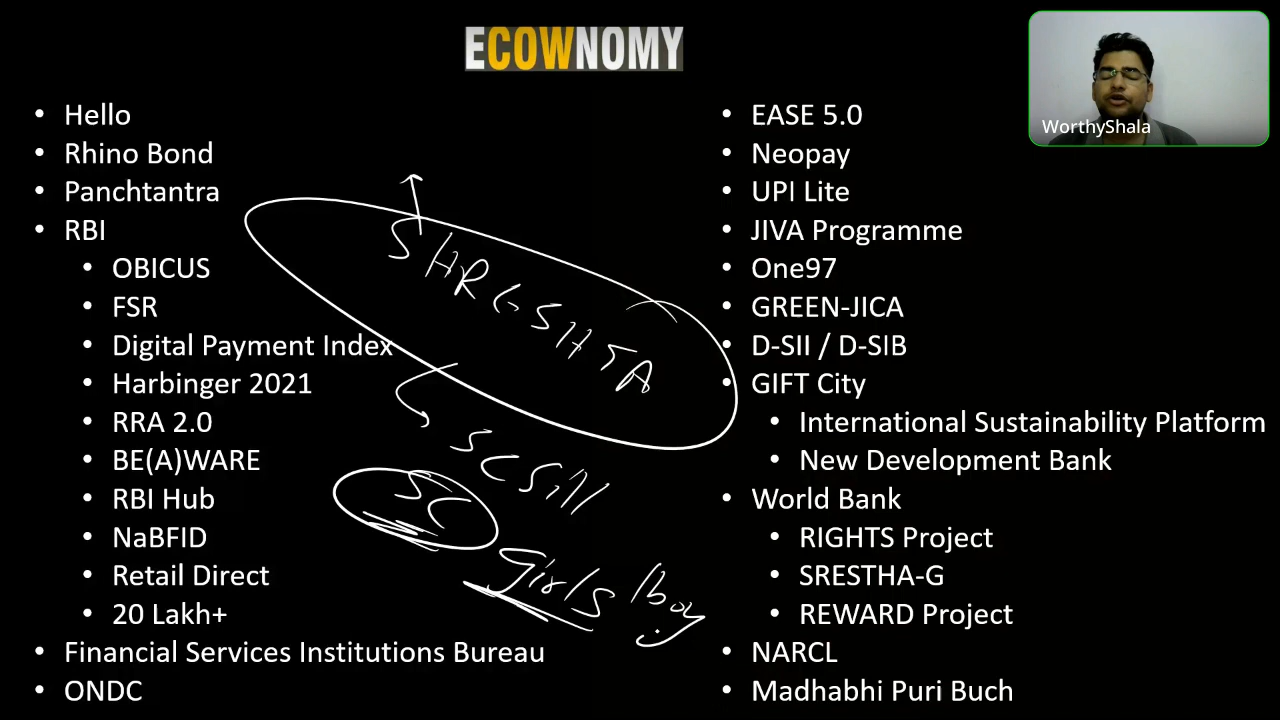 ECOWNOMY
WorthyShala
Hello
Rhino Bond
Panchtantra
RBI
OBICUS
FSR
Digital Payment Index
Harbinger 2021
RRA 2.0
BE(A)WARE
RBI Hub
NaBFID
Retail Direct
20 Lakh+
Financial Services Institutions Bureau
ONDC
SHRESHTA
SC
girls / boy
EASE 5.0
Neopay
UPI Lite
JIVA Programme
One97
GREEN-JICA
D-SII / D-SIB
GIFT City
International Sustainability Platform
New Development Bank
World Bank
RIGHTS Project
SRESTHA-G
REWARD Project
NARCL
Madhabhi Puri Buch